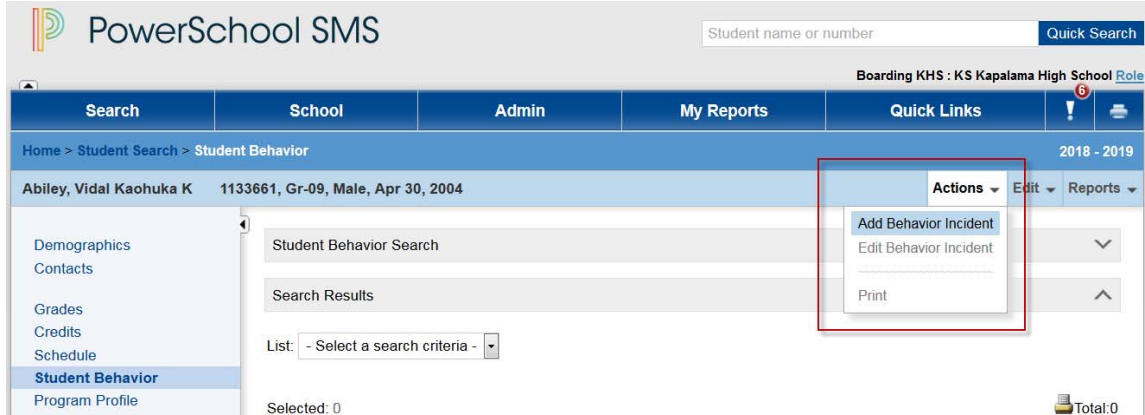 PowerSchool SMS
Student name or number
Quick Search
Boarding KHS : KS Kapalama High School Role
6
Search School Admin My Reports Quick Links !
Home > Student Search > Student Behavior 2018 - 2019
Abiley, Vidal Kaohuka K 1133661, Gr-09, Male, Apr 30, 2004 Actions Edit Reports
Add Behavior Incident
Edit Behavior Incident
Print
Demographics
Contacts
Grades
Credits
Schedule
Student Behavior
Program Profile
Student Behavior Search
Search Results
List: - Select a search criteria -
Selected: 0 Total:0